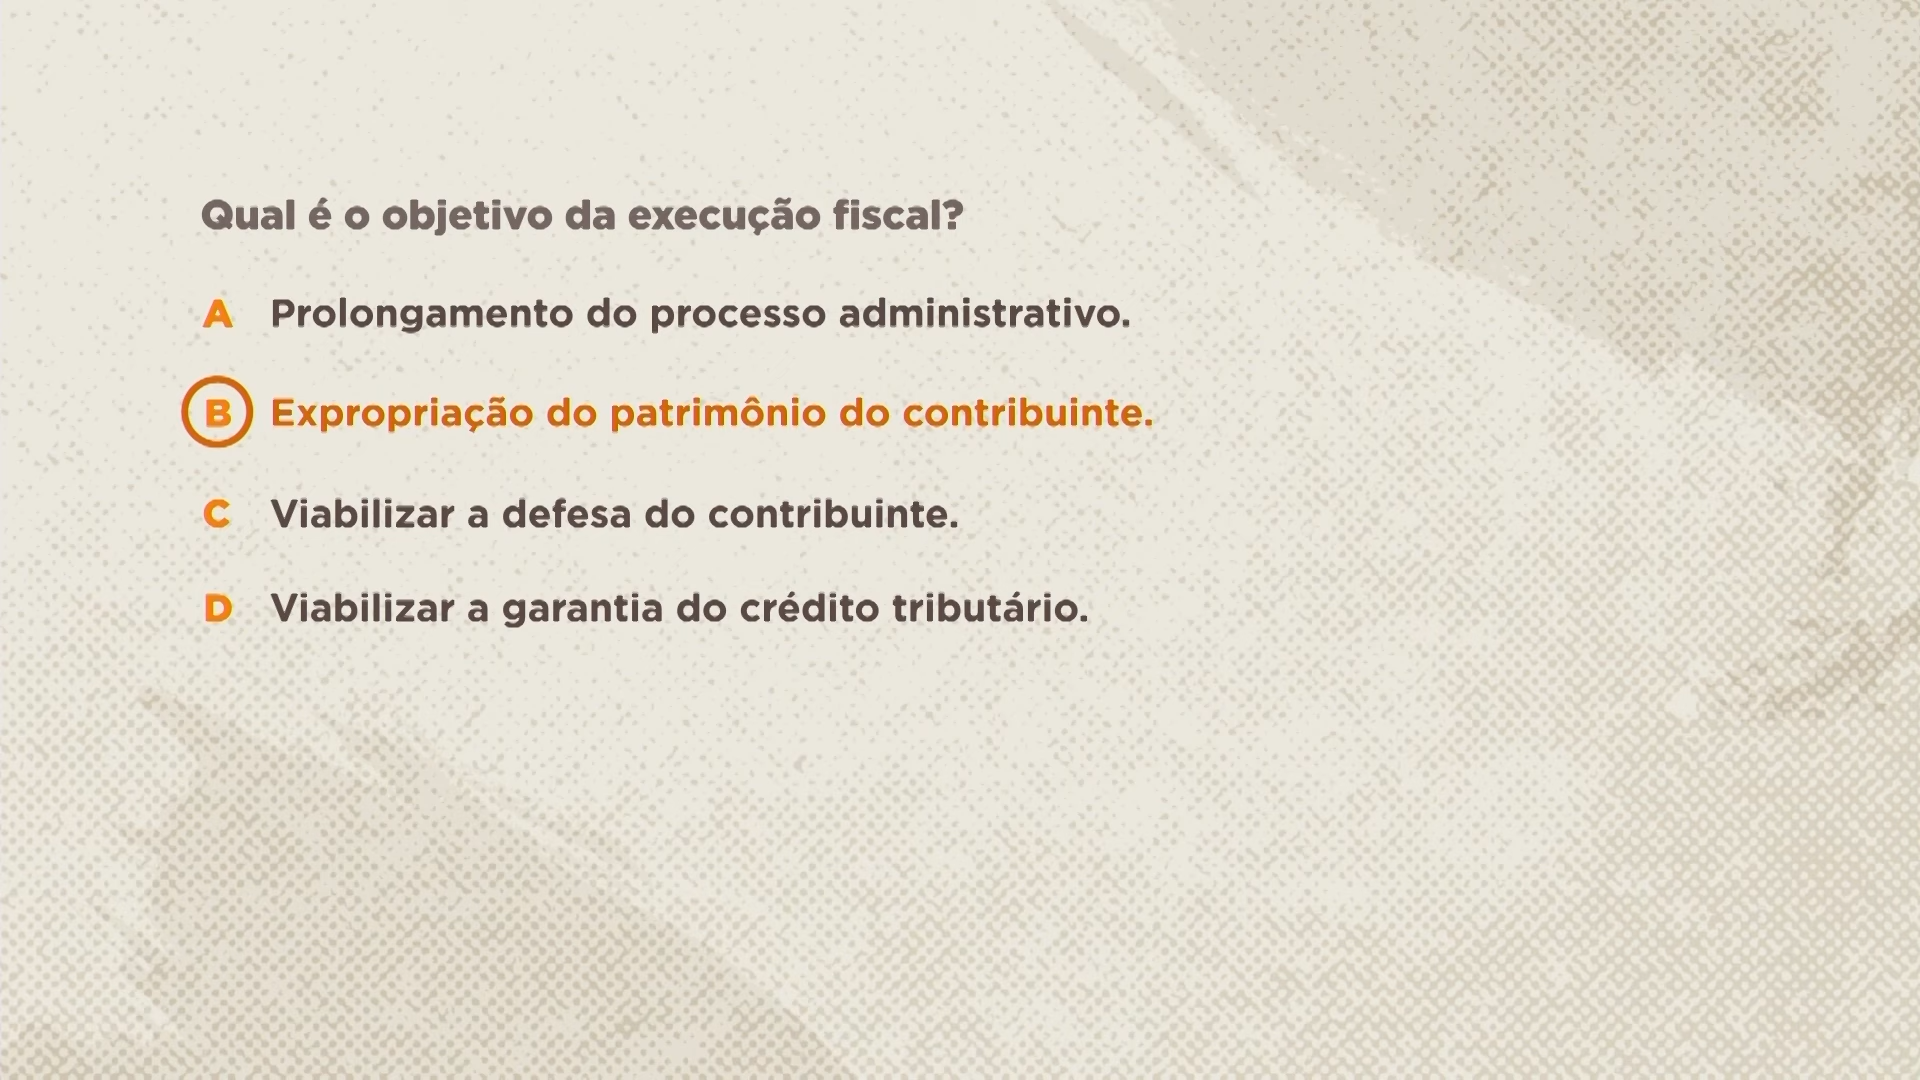 Qual é o objetivo da execução fiscal?
A Prolongamento do processo administrativo.
B Expropriação do patrimônio do contribuinte.
C Viabilizar a defesa do contribuinte.
D Viabilizar a garantia do crédito tributário.